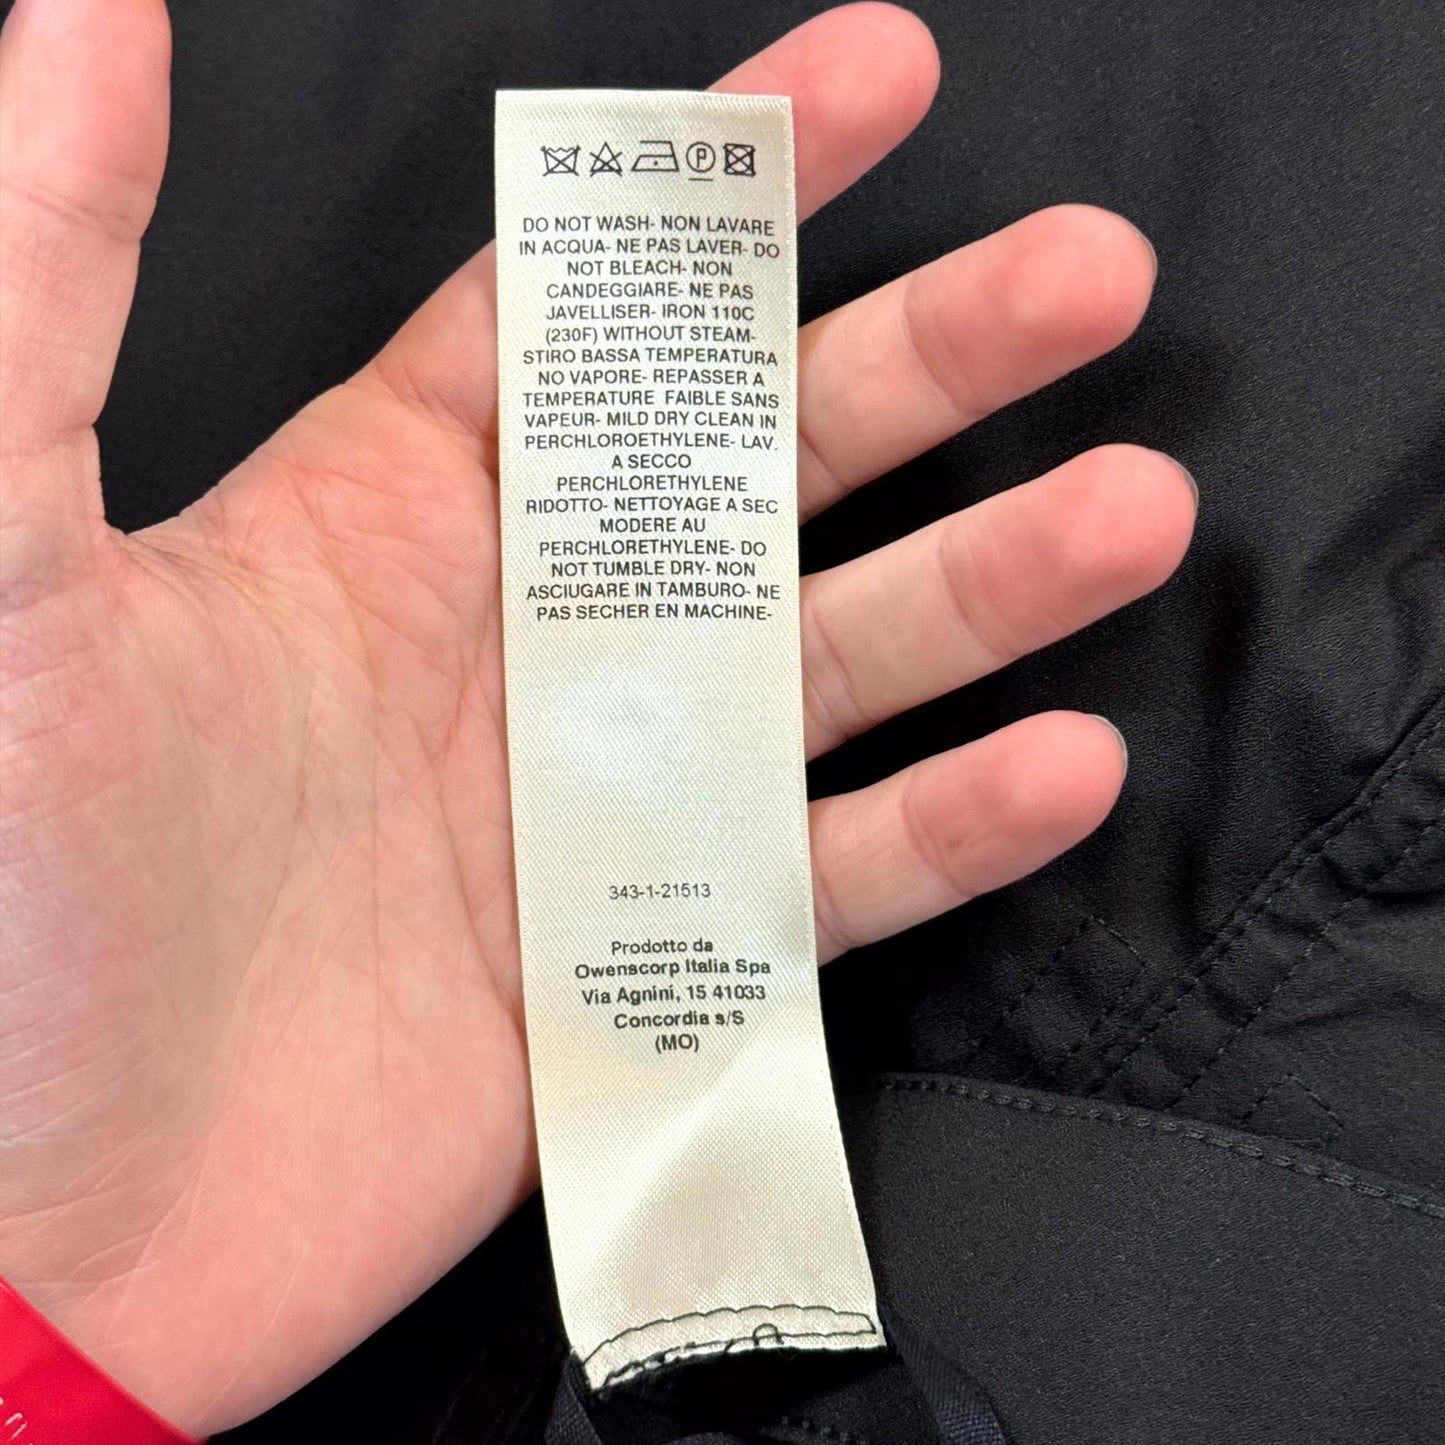 P
DO NOT WASH- NON LAVARE
IN ACQUA- NE PAS LAVER- DO
NOT BLEACH- NON
CANDEGGIARE- NE PAS
JAVELLISER- IRON 110C
(230F) WITHOUT STEAM-
STIRO BASSA TEMPERATURA
NO VAPORE- REPASSER A
TEMPERATURE FAIBLE SANS
VAPEUR- MILD DRY CLEAN IN
PERCHLOROETHYLENE- LAV.
A SECCO
PERCHLORETHYLENE
RIDOTTO- NETTOYAGE A SEC
MODERE AU
PERCHLORETHYLENE- DO
NOT TUMBLE DRY- NON
ASCIUGARE IN TAMBURO- NE
PAS SECHER EN MACHINE-
343-1-21513
Prodotto da
Owenscorp Italia Spa
Via Agnini, 15 41033
Concordia s/S
(MO)